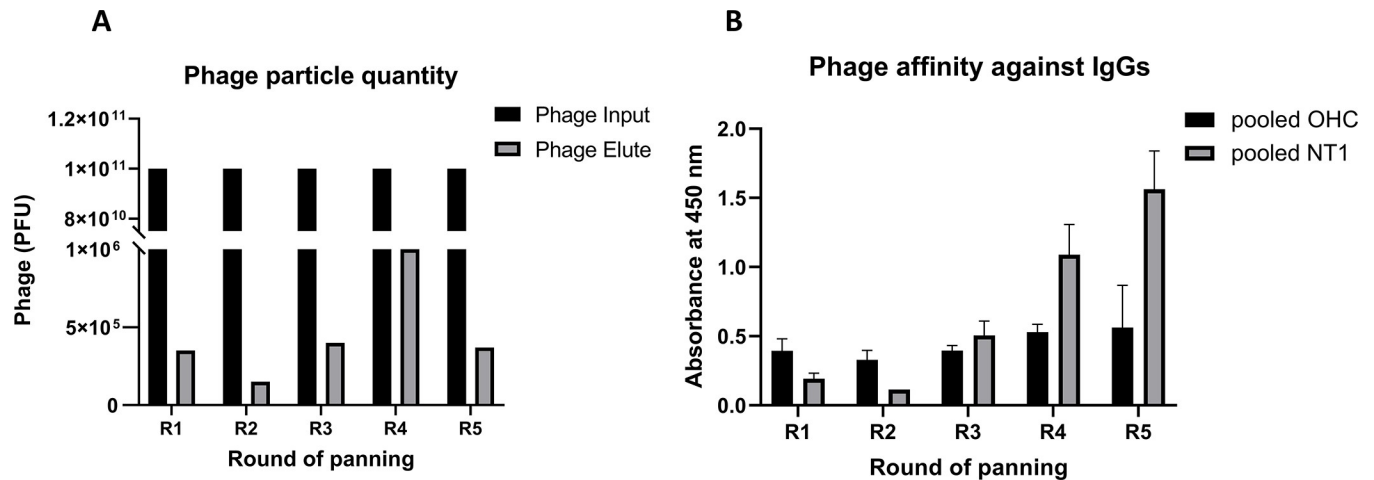 A
Phage particle quantity
Phage Input
Phage Elute
Phage (PFU)
1.2×10¹¹
1×10¹¹
8×10¹⁰
1×10⁶
5×10⁵
0
R1 R2 R3 R4 R5
Round of panning
B
Phage affinity against IgGs
pooled OHC
pooled NT1
Absorbance at 450 nm
2.0
1.5
1.0
0.5
0.0
R1 R2 R3 R4 R5
Round of panning